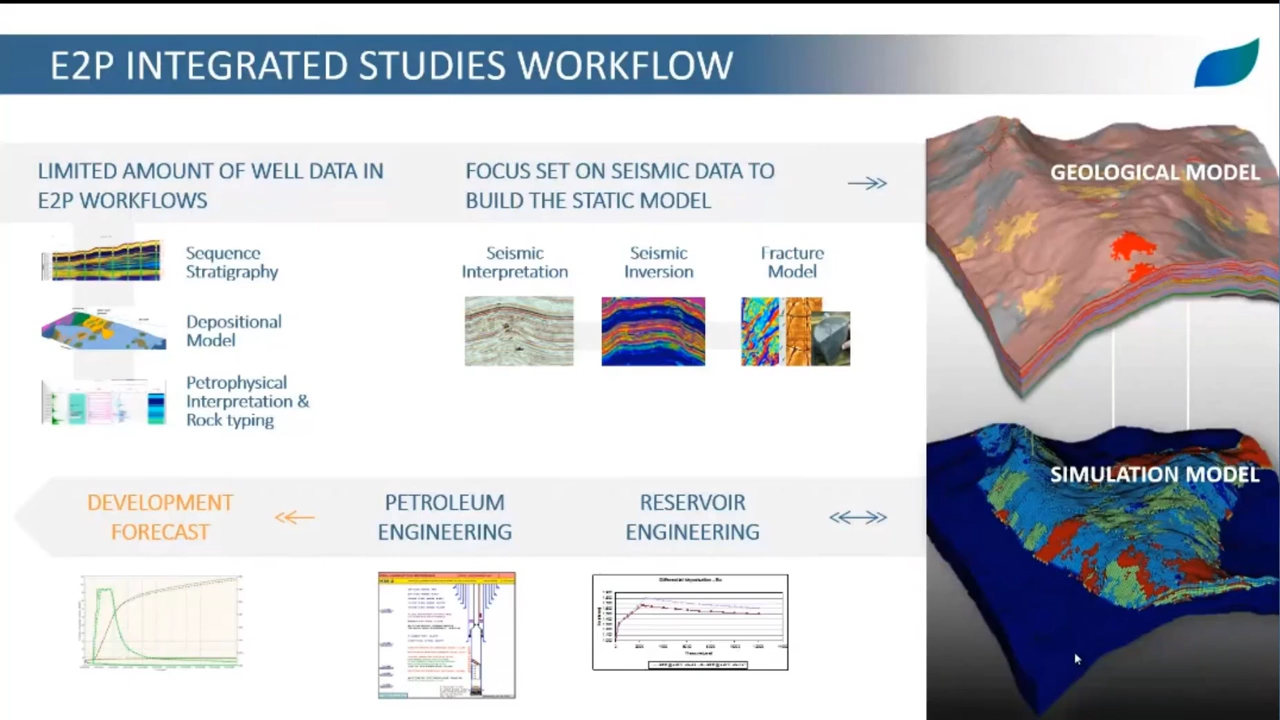 E2P INTEGRATED STUDIES WORKFLOW
LIMITED AMOUNT OF WELL DATA IN
E2P WORKFLOWS
FOCUS SET ON SEISMIC DATA TO
BUILD THE STATIC MODEL
GEOLOGICAL MODEL
Sequence
Stratigraphy
Depositional
Model
Petrophysical
Interpretation &
Rock typing
Seismic
Interpretation
Seismic
Inversion
Fracture
Model
SIMULATION MODEL
DEVELOPMENT
FORECAST
PETROLEUM
ENGINEERING
RESERVOIR
ENGINEERING